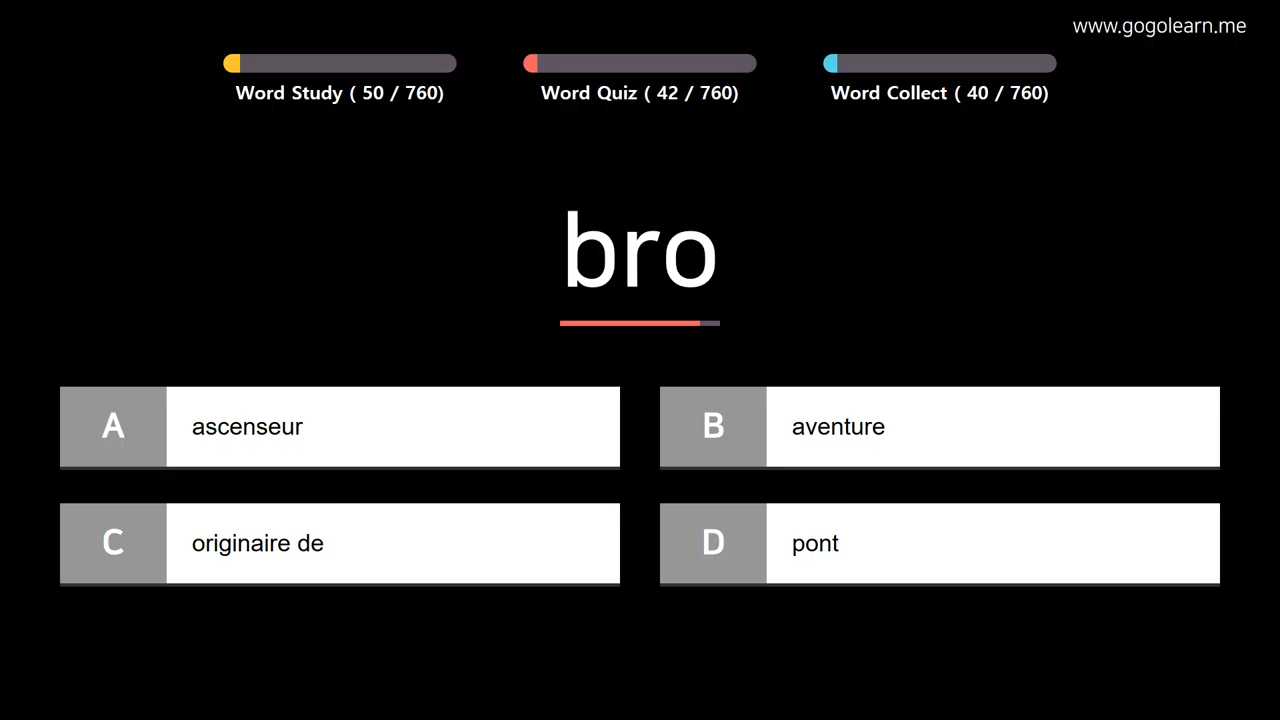 www.gogolearn.me
Word Study ( 50 / 760)
Word Quiz ( 42 / 760)
Word Collect ( 40 / 760)
bro
A ascenseur
B aventure
C originaire de
D pont